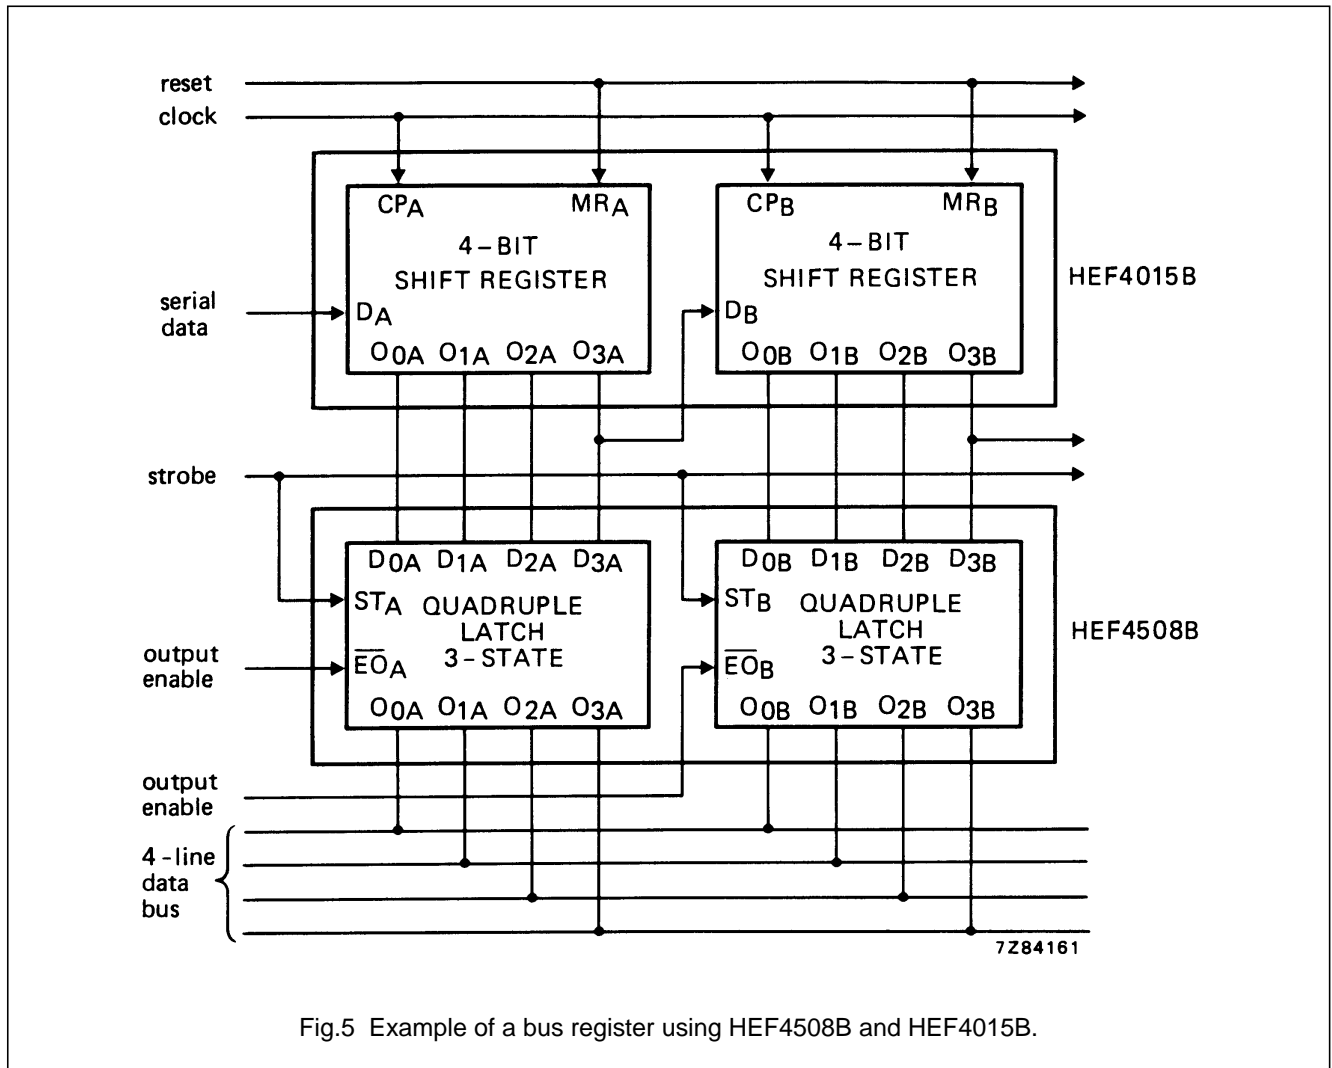 reset
clock
CPA MRA CPB MRB
4-BIT 4-BIT
SHIFT REGISTER SHIFT REGISTER HEF4015B
serial
data
DA DB
O0A O1A O2A O3A O0B O1B O2B O3B
strobe
D0A D1A D2A D3A D0B D1B D2B D3B
STA QUADRUPLE STB QUADRUPLE
LATCH LATCH HEF4508B
3-STATE 3-STATE
output
enable
E̅O̅A E̅O̅B
O0A O1A O2A O3A O0B O1B O2B O3B
output
enable
4-line
data
bus
7Z84161
Fig.5 Example of a bus register using HEF4508B and HEF4015B.